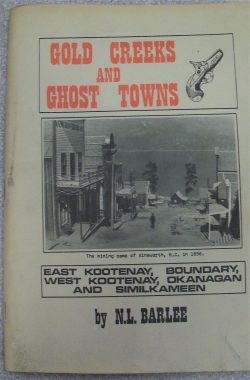 GOLD CREEKS
AND
GHOST TOWNS
The mining camp of Ainsworth, B.C. in 1898.
EAST KOOTENAY, BOUNDARY,
WEST KOOTENAY, OKANAGAN
AND SIMILKAMEEN
by N.L. BARLEE